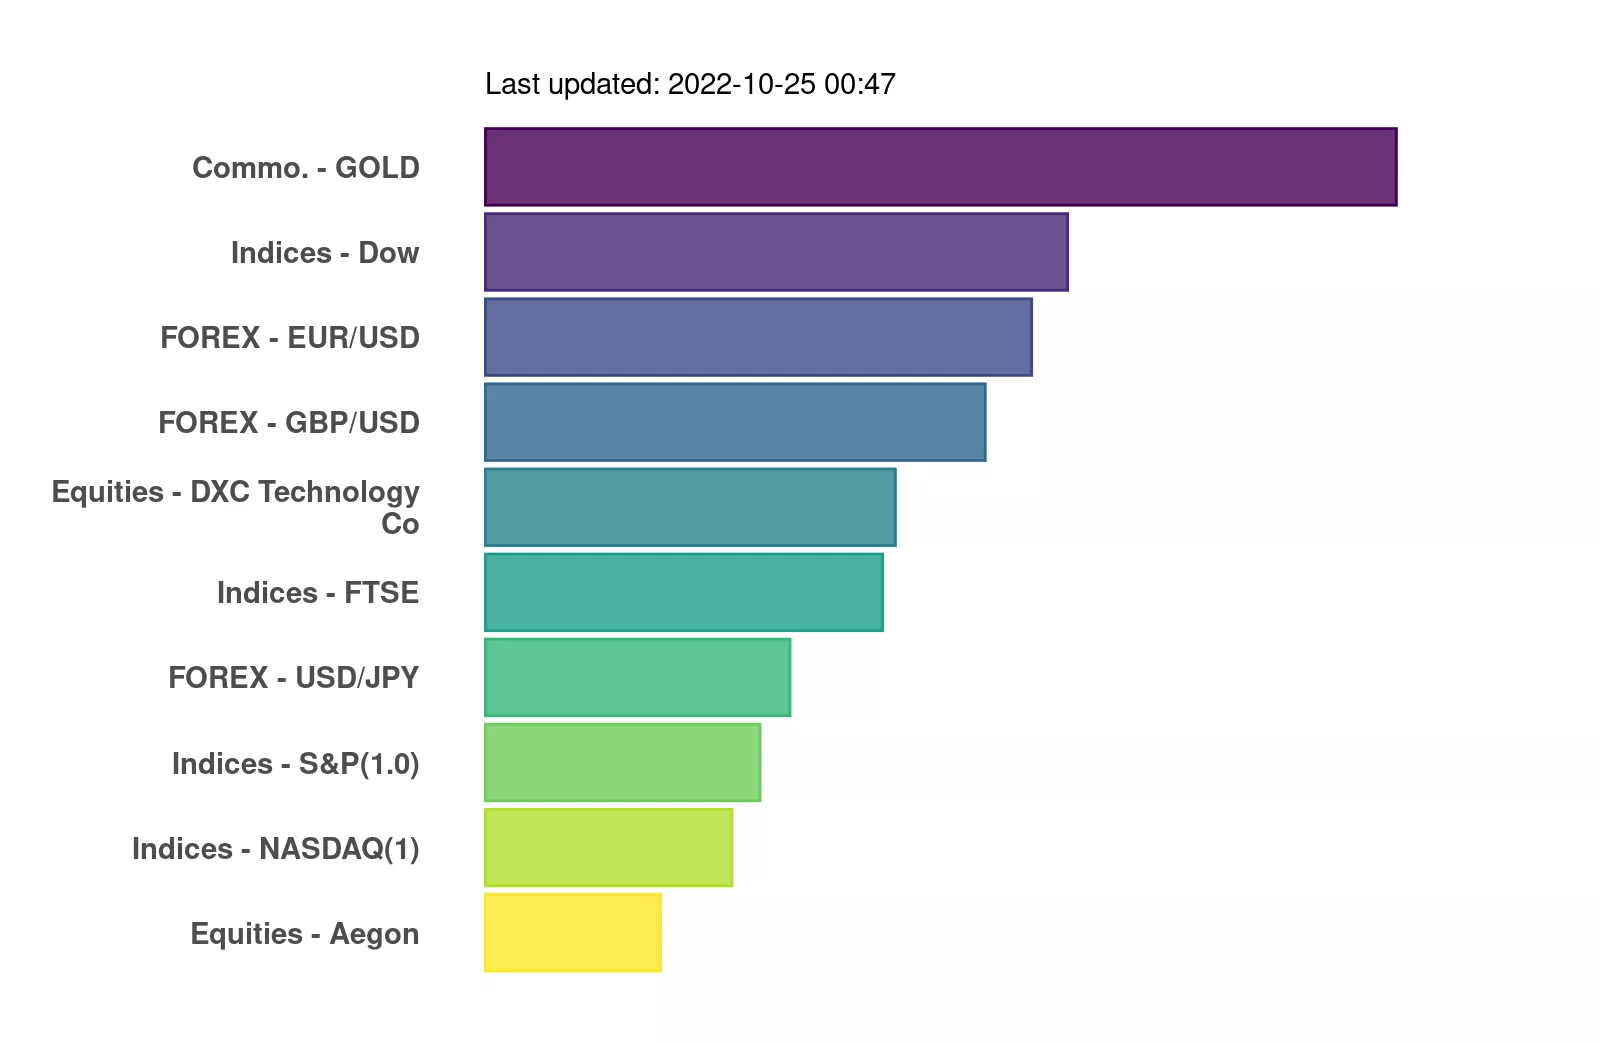 Last updated: 2022-10-25 00:47
Commo. - GOLD
Indices - Dow
FOREX - EUR/USD
FOREX - GBP/USD
Equities - DXC Technology
Co
Indices - FTSE
FOREX - USD/JPY
Indices - S&P(1.0)
Indices - NASDAQ(1)
Equities - Aegon